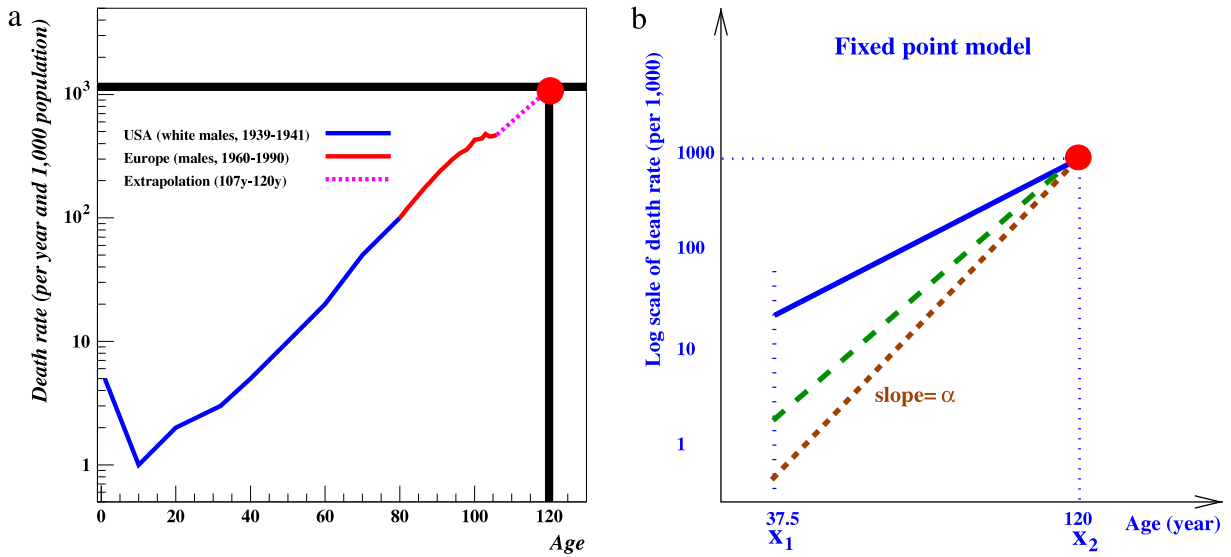 a
Death rate (per year and 1,000 population)
10³
10²
10
1
USA (white males, 1939-1941)
Europe (males, 1960-1990)
Extrapolation (107y-120y)
0 20 40 60 80 100 120
Age
b
Fixed point model
Log scale of death rate (per 1,000)
1000
100
10
1
slope= α
37.5 120 Age (year)
x₁ x₂